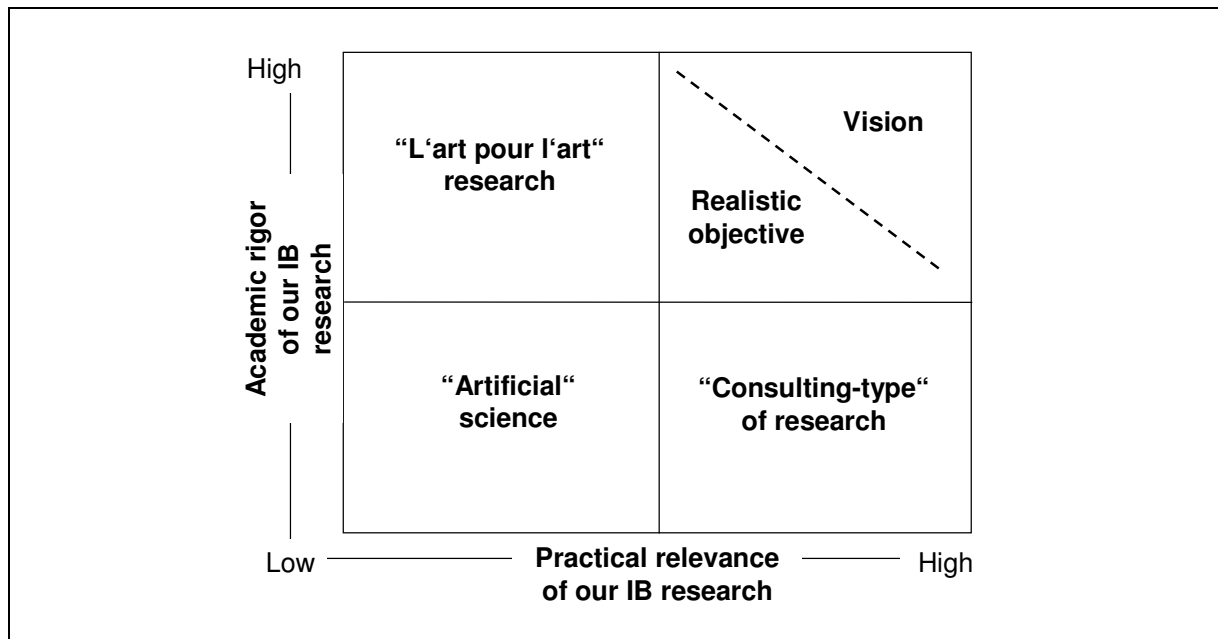 High
Vision
“L‘art pour l‘art“
research
Realistic
objective
Academic rigor
of our IB
research
“Artificial“
science
“Consulting-type“
of research
Low
Practical relevance
of our IB research
High